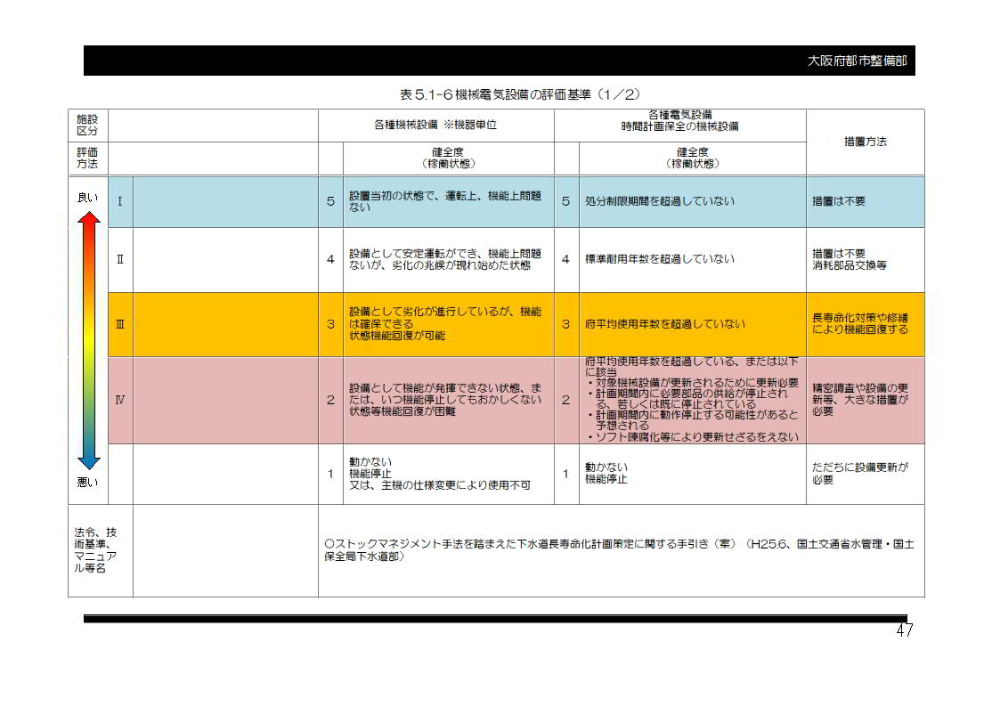 大阪府都市整備部
表5.1-6 機械電気設備の評価基準（１／２）
施設
区分
各種機械設備 ※機器単位
各種電気設備
時間計画保全の機械設備
措置方法
評価
方法
健全度
（稼働状態）
健全度
（稼働状態）
良い
Ⅰ
5
設置当初の状態で、運転上、機能上問題
ない
5
処分制限期間を超過していない
措置は不要
Ⅱ
4
設備として安定運転ができ、機能上問題
ないが、劣化の兆候が現れ始めた状態
4
標準耐用年数を超過していない
措置は不要
消耗部品交換等
Ⅲ
3
設備として劣化が進行しているが、機能
は確保できる
状態機能回復が可能
3
府平均使用年数を超過していない
長寿命化対策や修繕
により機能回復する
Ⅳ
2
設備として機能が発揮できない状態、ま
たは、いつ機能停止してもおかしくない
状態等機能回復が困難
2
府平均使用年数を超過している、または以下
に該当
・対象機械設備が更新されるために更新必要
・計画期間内に必要部品の供給が停止され
る、若しくは既に停止されている
・計画期間内に動作停止する可能性があると
予想される
・ソフト陳腐化等により更新せざるをえない
精密調査や設備の更
新等、大きな措置が
必要
悪い
1
動かない
機能停止
又は、主機の仕様変更により使用不可
1
動かない
機能停止
ただちに設備更新が
必要
法令、技
術基準、
マニュア
ル等名
○ストックマネジメント手法を踏まえた下水道長寿命化計画策定に関する手引き（案）（H25.6、国土交通省水管理・国土
保全局下水道部）
47